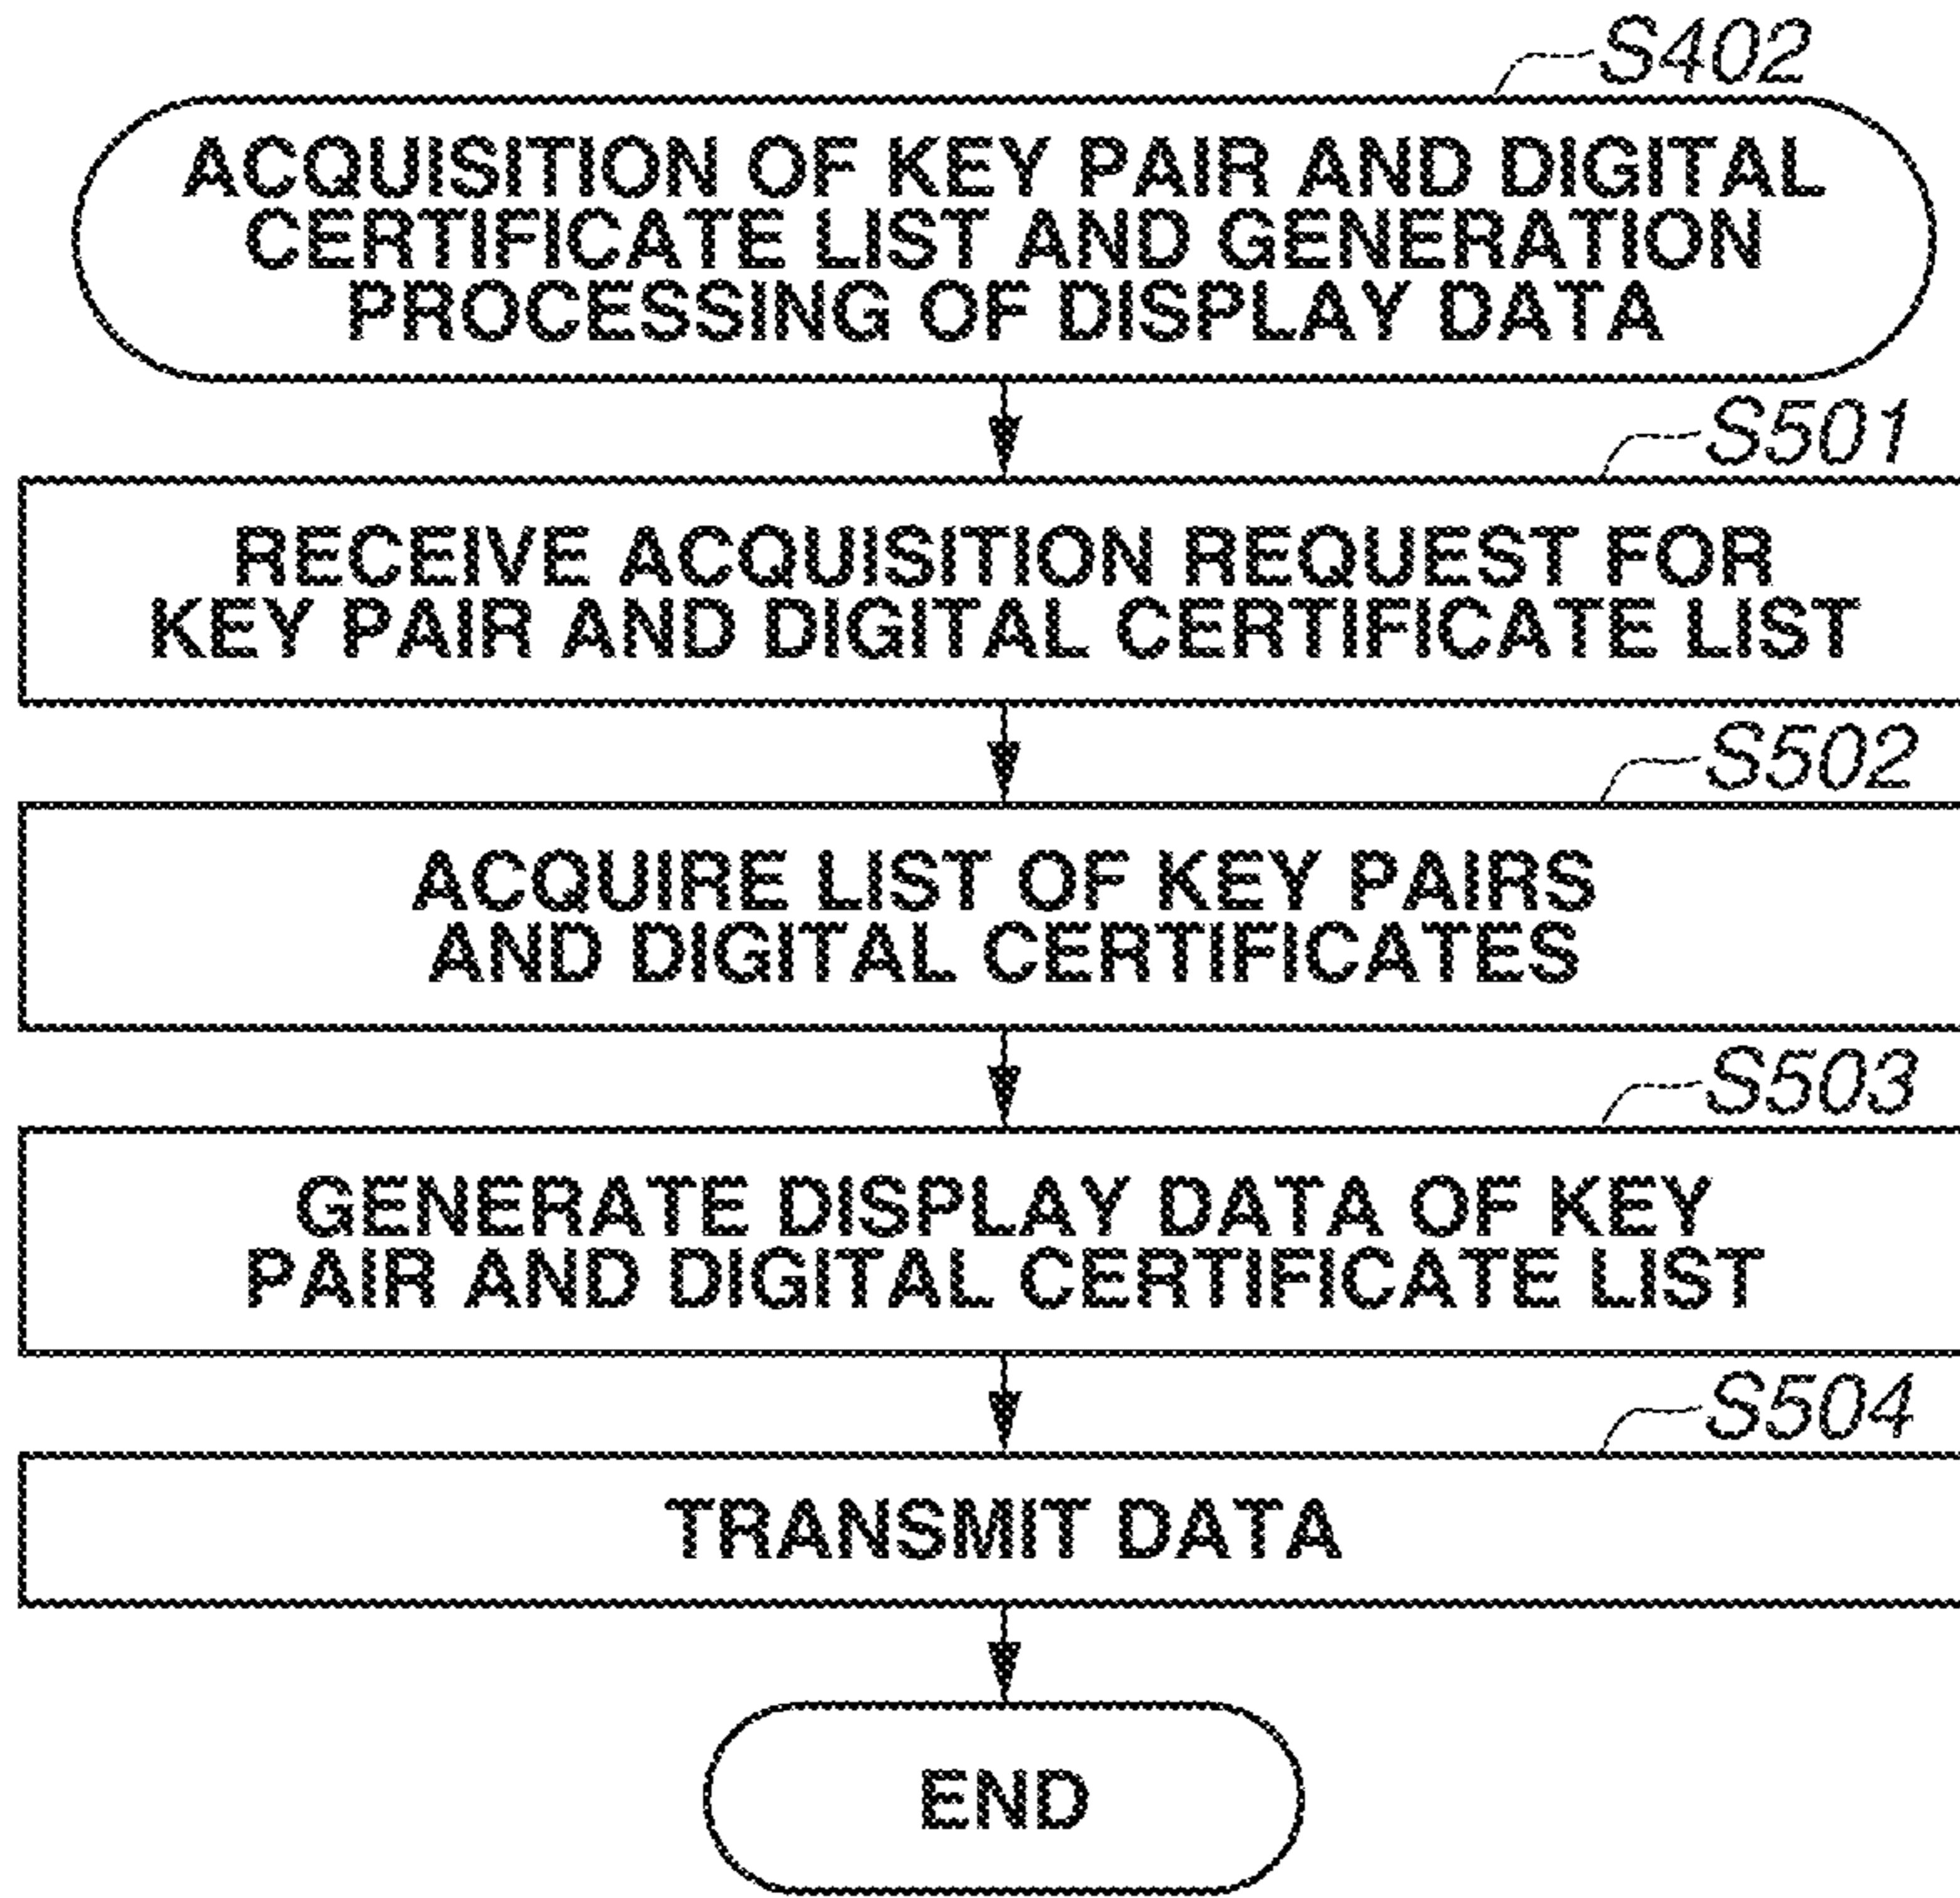 S402
ACQUISITION OF KEY PAIR AND DIGITAL
CERTIFICATE LIST AND GENERATION
PROCESSING OF DISPLAY DATA
S501
RECEIVE ACQUISITION REQUEST FOR
KEY PAIR AND DIGITAL CERTIFICATE LIST
S502
ACQUIRE LIST OF KEY PAIRS
AND DIGITAL CERTIFICATES
S503
GENERATE DISPLAY DATA OF KEY
PAIR AND DIGITAL CERTIFICATE LIST
S504
TRANSMIT DATA
END